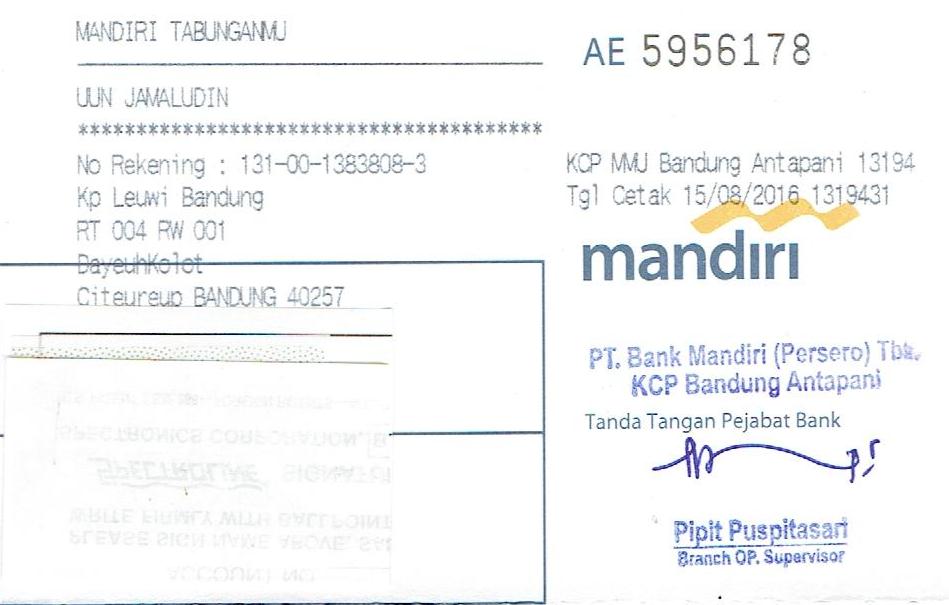 MANDIRI TABUNGANMU
AE 5956178
UUN JAMALUDIN
****************************************
No Rekening : 131-00-1383808-3
Kp Leuwi Bandung
RT 004 RW 001
DayeuhKolot
Citeureup BANDUNG 40257
KCP MMU Bandung Antapani 13194
Tgl Cetak 15/08/2016 1319431
mandiri
PT. Bank Mandiri (Persero) Tbk.
KCP Bandung Antapani
Tanda Tangan Pejabat Bank
Pipit Puspitasari
Branch OP. Supervisor
SPECTRONICS CORPORATION,
SPECTROLINE SIGNATUR
WRITE FIRMLY WITH BALLPOINT
PLEASE SIGN NAME ABOVE,
ACCOUNT NO